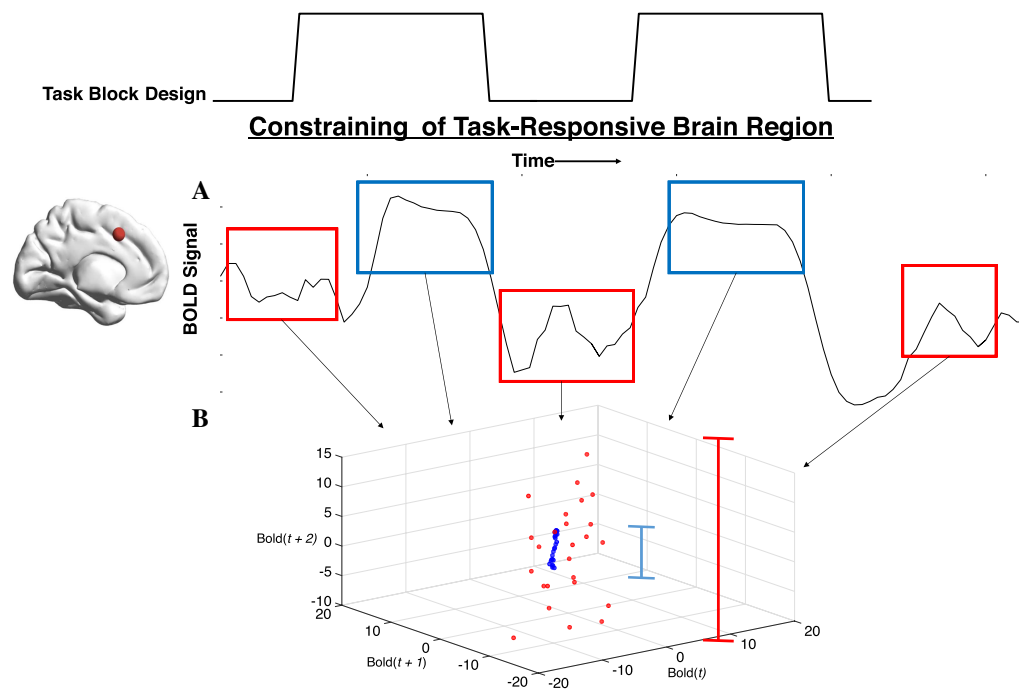 Task Block Design
Constraining of Task-Responsive Brain Region
Time
A
BOLD Signal
B
15
10
5
0
-5
-10
Bold(t + 2)
20
10
0
-10
-20
Bold(t + 1)
-20
-10
0
10
20
Bold(t)